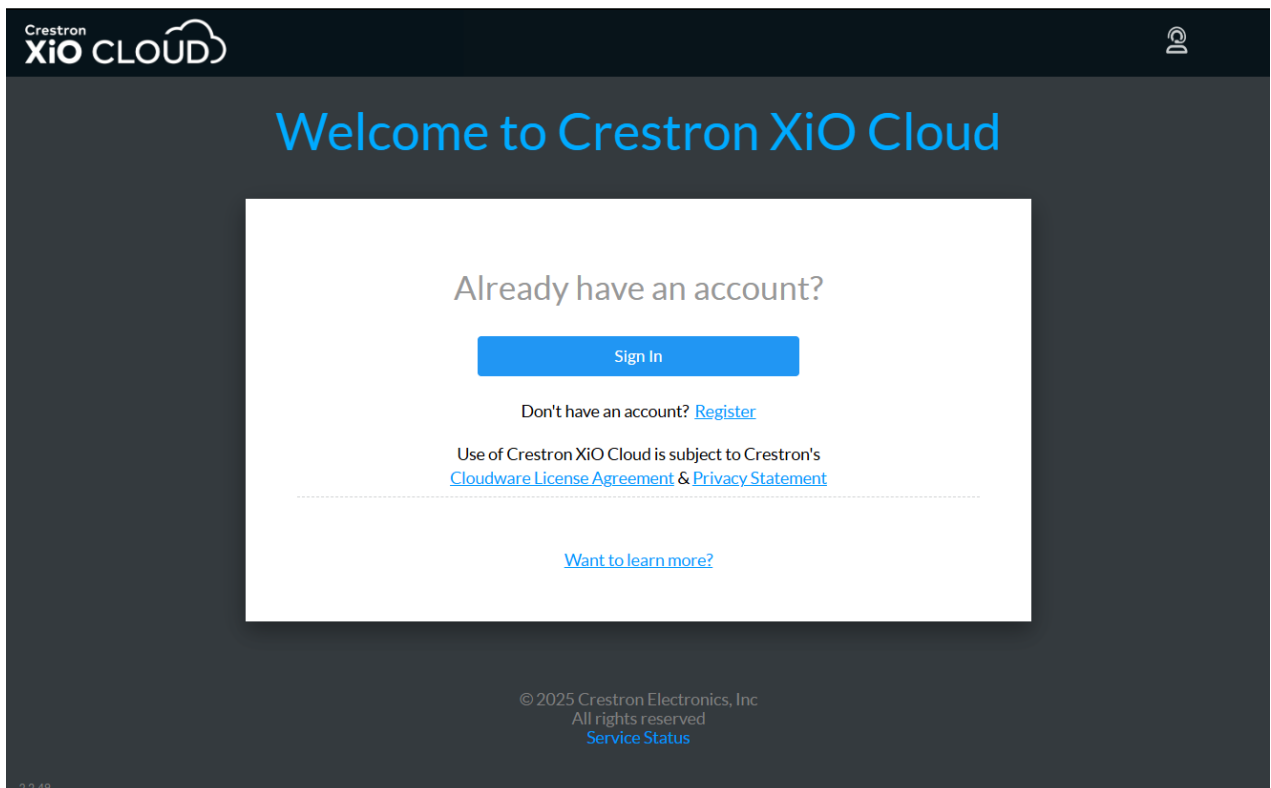 Crestron
XiO CLOUD
Welcome to Crestron XiO Cloud
Already have an account?
Sign In
Don't have an account? Register
Use of Crestron XiO Cloud is subject to Crestron's
Cloudware License Agreement & Privacy Statement
Want to learn more?
© 2025 Crestron Electronics, Inc
All rights reserved
Service Status